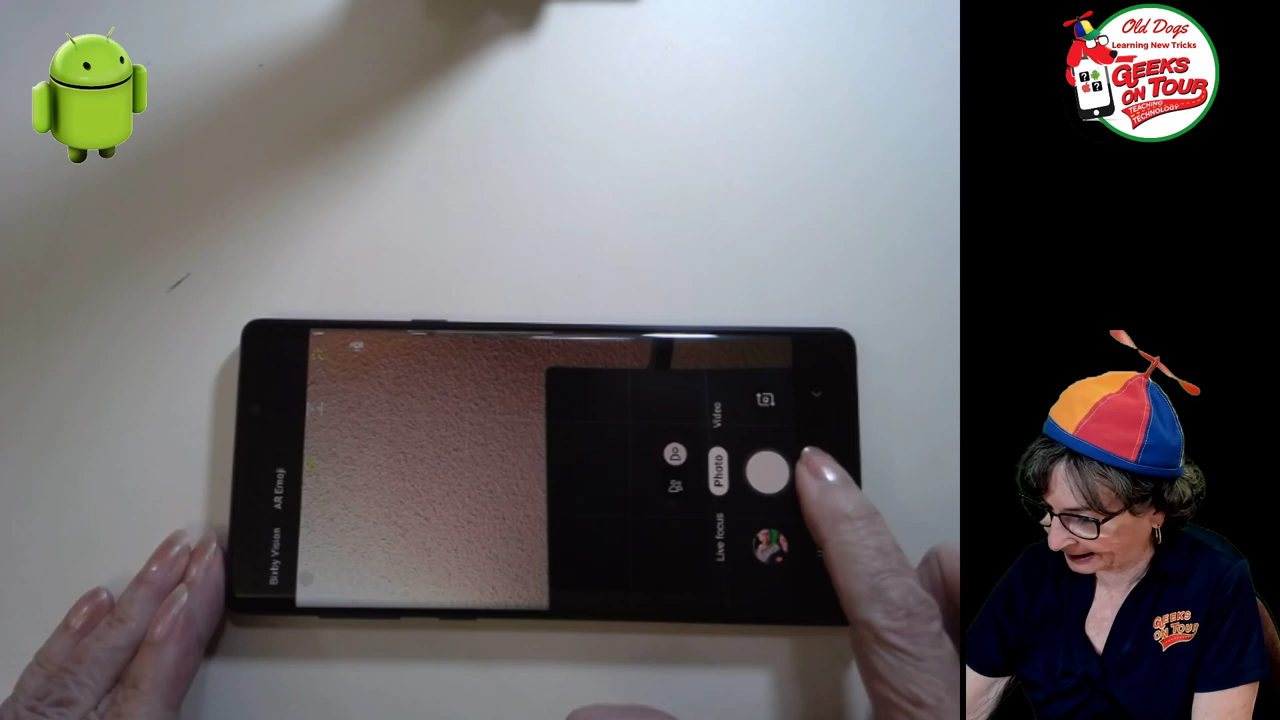 Old Dogs
Learning New Tricks
GEEKS
ON TOUR
TEACHING
TECHNOLOGY
Bixby Vision
AR Emoji
Live focus
Photo
Video
GEEKS
ON TOUR